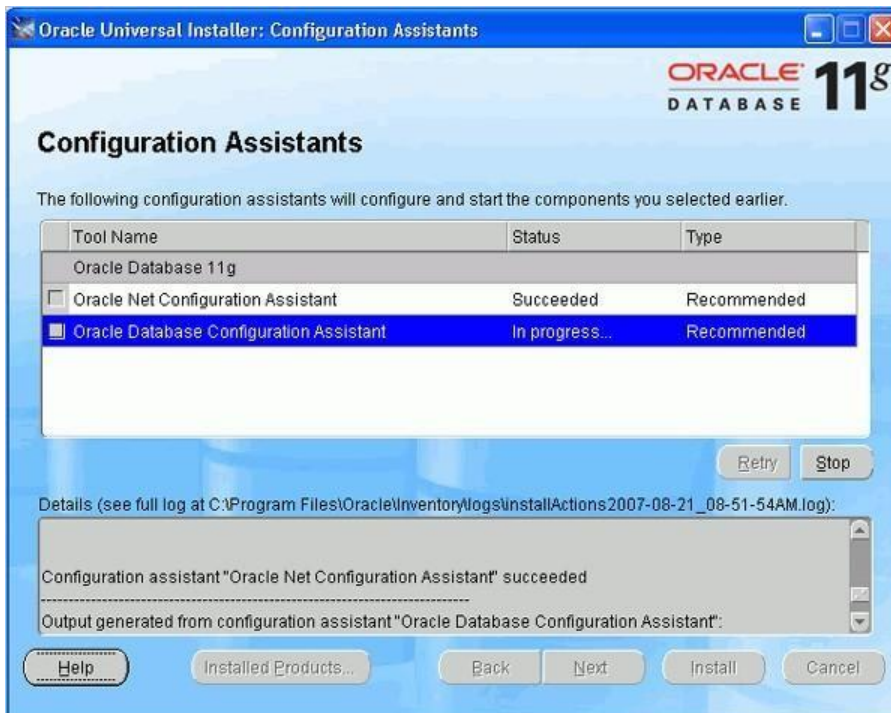 Oracle Universal Installer: Configuration Assistants
ORACLE
DATABASE 11g
Configuration Assistants
The following configuration assistants will configure and start the components you selected earlier.
Tool Name Status Type
Oracle Database 11g
Oracle Net Configuration Assistant Succeeded Recommended
Oracle Database Configuration Assistant In progress... Recommended
Retry Stop
Details (see full log at C:\Program Files\Oracle\Inventory\logs\installActions2007-08-21_08-51-54AM.log):
Configuration assistant "Oracle Net Configuration Assistant" succeeded
-----------------------------------------------------------------------------
Output generated from configuration assistant "Oracle Database Configuration Assistant":
Help Installed Products... Back Next Install Cancel